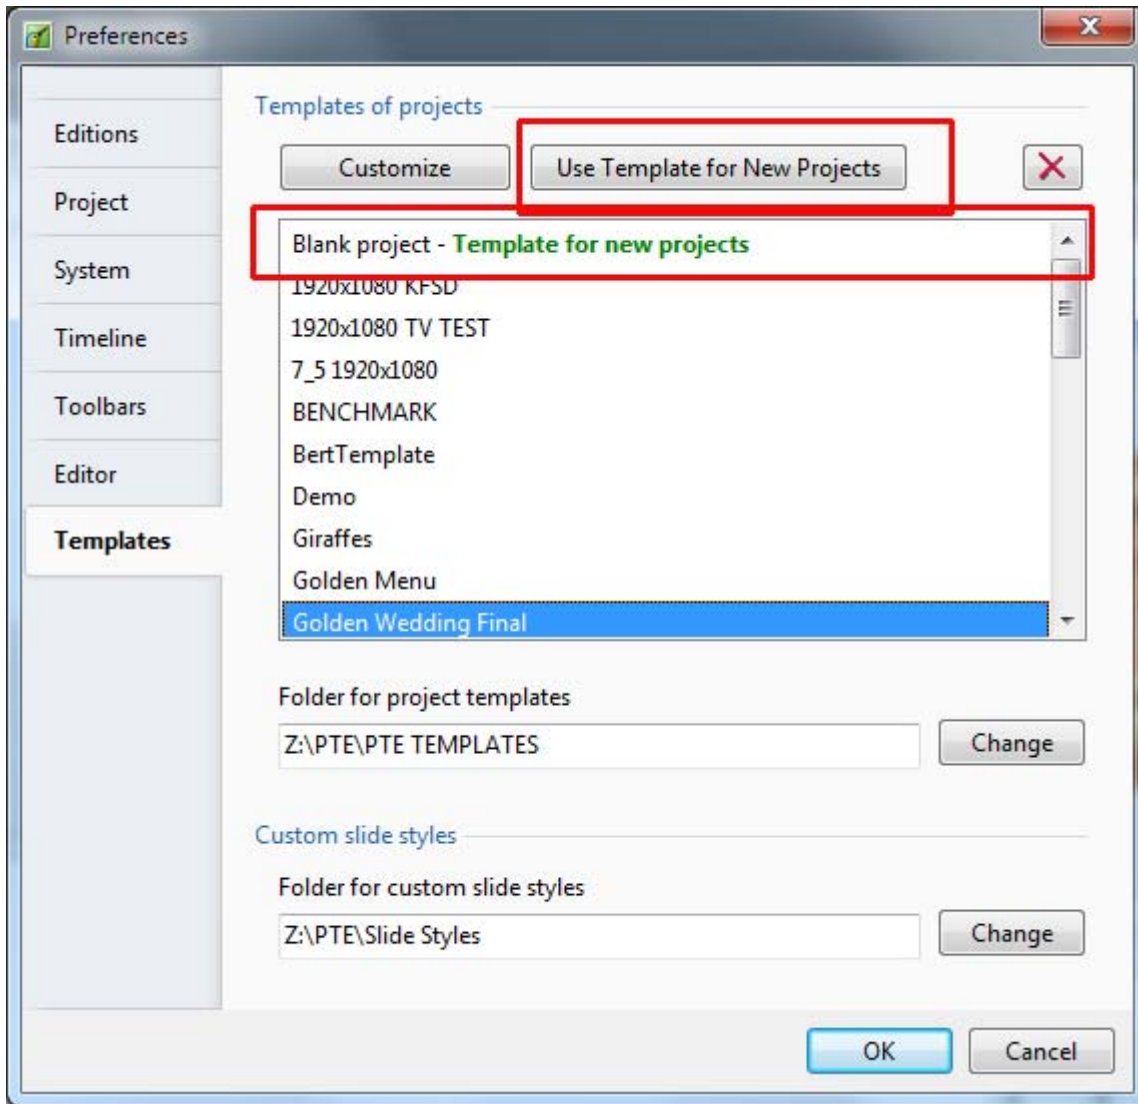 Preferences
Editions
Project
System
Timeline
Toolbars
Editor
Templates
Templates of projects
Customize
Use Template for New Projects
Blank project - Template for new projects
1920x1080 KFSD
1920x1080 TV TEST
7_5 1920x1080
BENCHMARK
BertTemplate
Demo
Giraffes
Golden Menu
Golden Wedding Final
Folder for project templates
Z:\PTE\PTE TEMPLATES
Change
Custom slide styles
Folder for custom slide styles
Z:\PTE\Slide Styles
Change
OK
Cancel